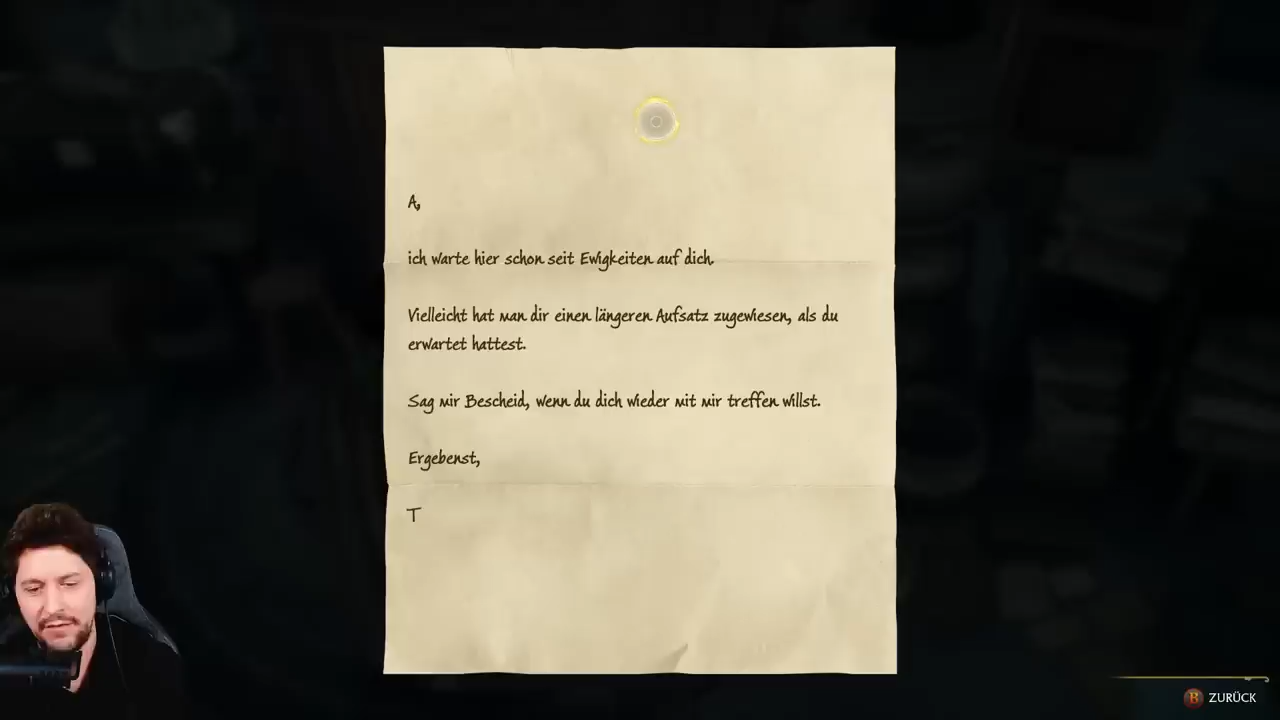 A,
ich warte hier schon seit Ewigkeiten auf dich.
Vielleicht hat man dir einen längeren Aufsatz zugewiesen, als du
erwartet hattest.
Sag mir Bescheid, wenn du dich wieder mit mir treffen willst.
Ergebenst,
T
B ZURÜCK